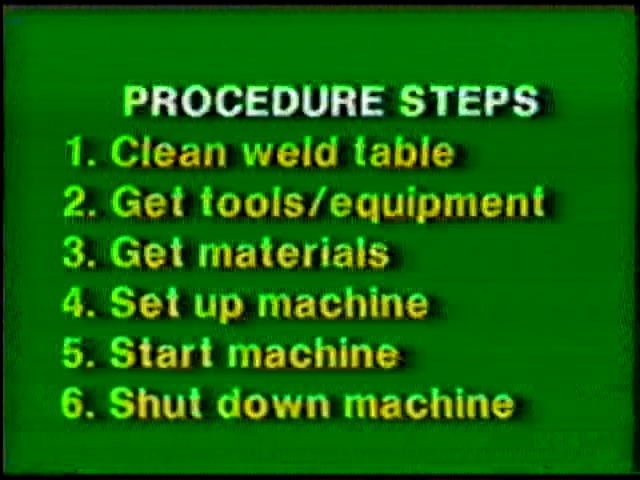 PROCEDURE STEPS
1. Clean weld table
2. Get tools/equipment
3. Get materials
4. Set up machine
5. Start machine
6. Shut down machine